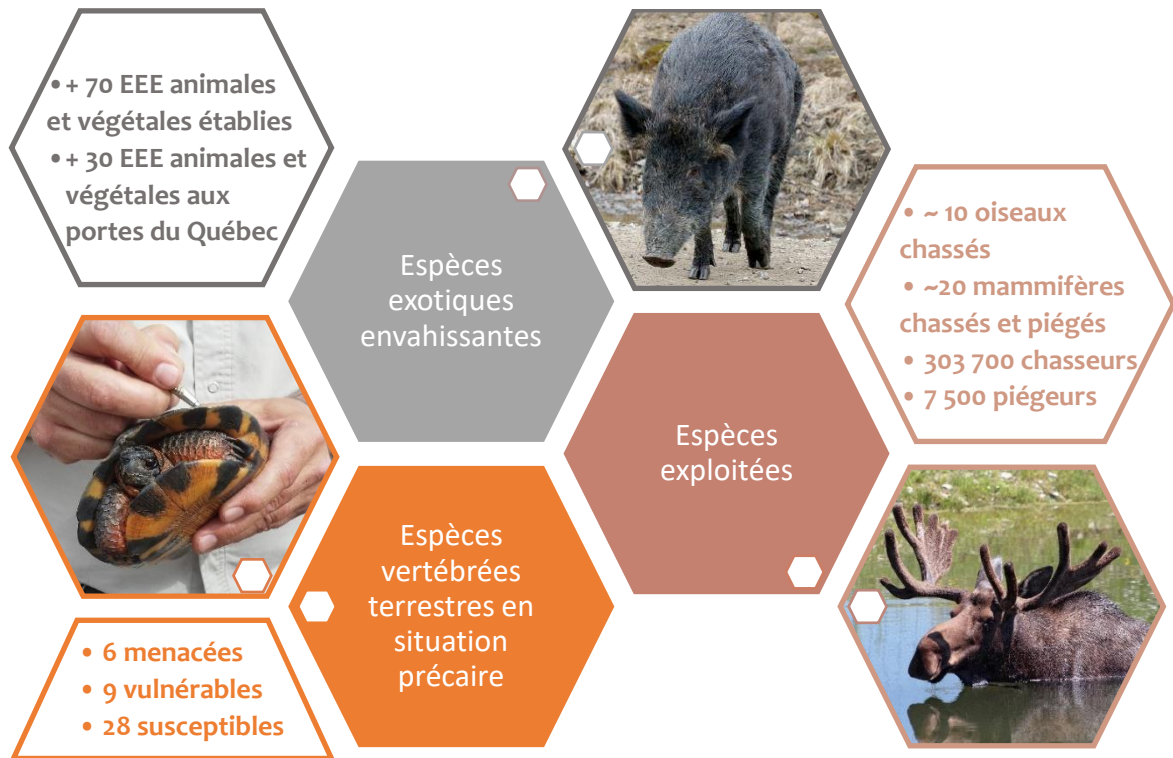 • + 70 EEE animales
et végétales établies
• + 30 EEE animales et
végétales aux
portes du Québec
Espèces
exotiques
envahissantes
• ~ 10 oiseaux
chassés
• ~20 mammifères
chassés et piégés
• 303 700 chasseurs
• 7 500 piégeurs
Espèces
exploitées
Espèces
vertébrées
terrestres en
situation
précaire
• 6 menacées
• 9 vulnérables
• 28 susceptibles